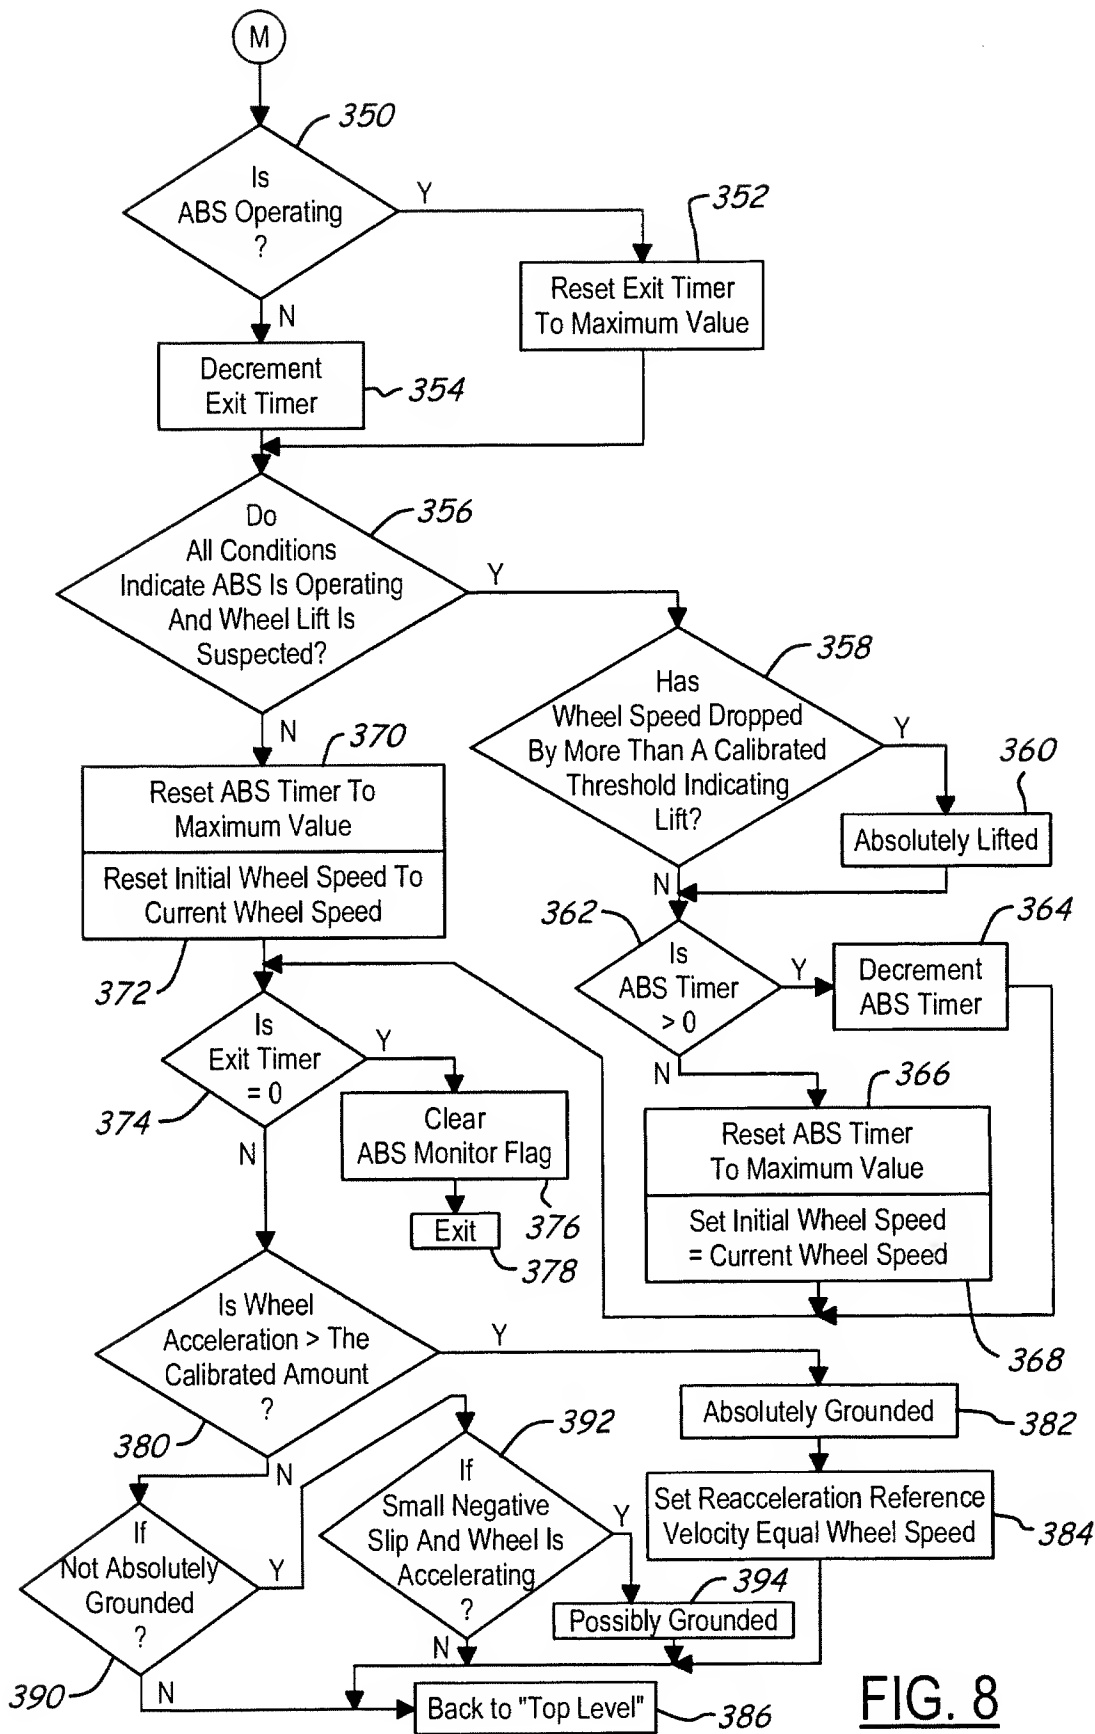 M
350
Is
ABS Operating
?
Y
352
Reset Exit Timer
To Maximum Value
N
Decrement
Exit Timer
354
356
Do
All Conditions
Indicate ABS Is Operating
And Wheel Lift Is
Suspected?
Y
358
Has
Wheel Speed Dropped
By More Than A Calibrated
Threshold Indicating
Lift?
Y
360
Absolutely Lifted
N
370
Reset ABS Timer To
Maximum Value
Reset Initial Wheel Speed To
Current Wheel Speed
372
N
362
Is
ABS Timer
> 0
Y
364
Decrement
ABS Timer
N
366
Reset ABS Timer
To Maximum Value
Set Initial Wheel Speed
= Current Wheel Speed
368
Is
Exit Timer
= 0
374
Y
Clear
ABS Monitor Flag
376
Exit
378
N
Is Wheel
Acceleration > The
Calibrated Amount
?
380
Y
Absolutely Grounded
382
Set Reacceleration Reference
Velocity Equal Wheel Speed
384
N
If
Not Absolutely
Grounded
?
390
Y
392
If
Small Negative
Slip And Wheel Is
Accelerating
?
Y
394
Possibly Grounded
N
N
Back to "Top Level"
386
FIG. 8